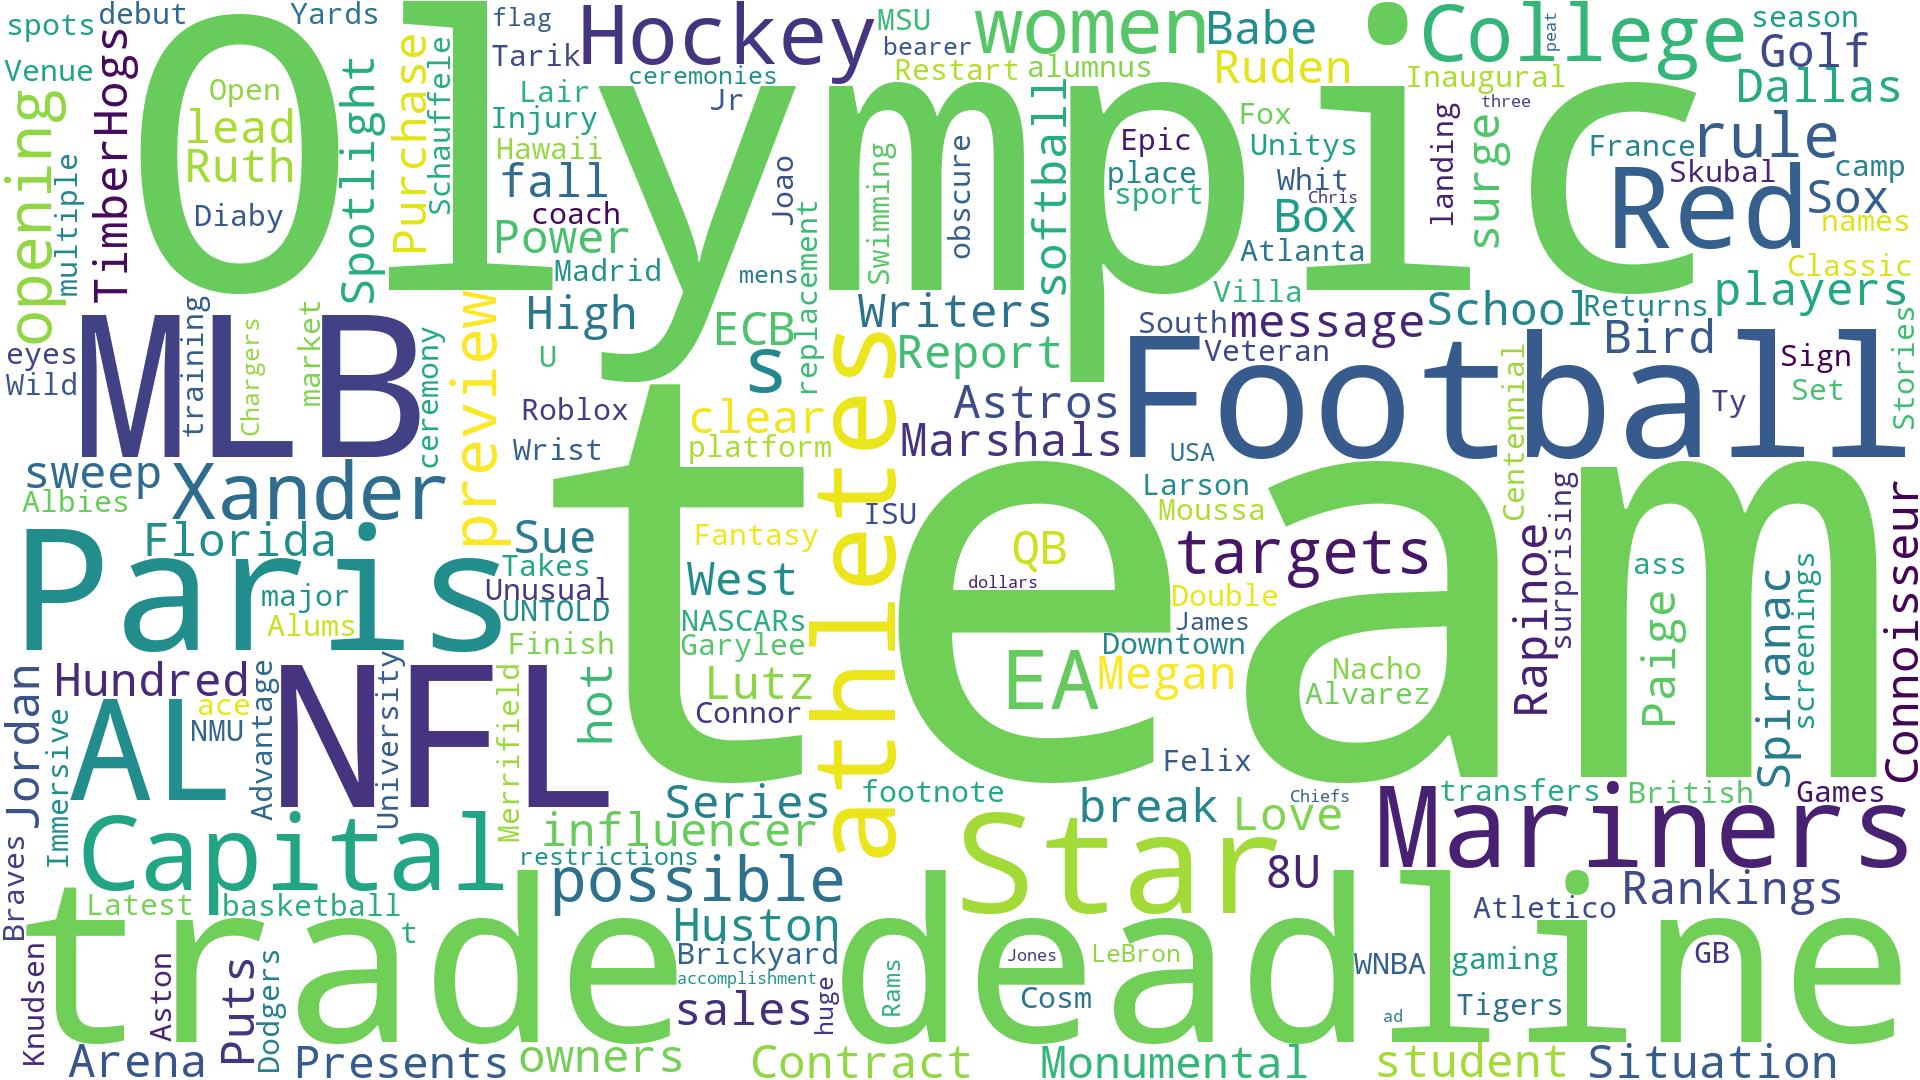 spots
debut
Yards
flag
Hockey
MSU
women
Babe
College
peat
season
Venue
TimberHogs
Olympic
Spotlight
Purchase
Schauffele
Tarik
ceremonies
bearer
Restart
alumnus
Ruden
Inaugural
Golf
opening
multiple
Open
lead
Ruth
Diaby
Lair
Jr
Injury
Hawaii
fall
coach
Power
Madrid
Joao
mens
replacement
Swimming
obscure
softball
Epic
place
sport
Fox
Unitys
Whit
Chris
Box
Atlanta
Villa
landing
surge
three
Dallas
France
rule
Skubal
camp
Red
Sox
names
Classic
players
eyes
Wild
MLB
training
Chargers
market
ceremony
preview
High
U
ECB
s
Writers
Report
South
message
Veteran
School
Returns
Bird
Sign
Set
Stories
Ty
Roblox
Wrist
clear
platform
athletes
Astros
Marshals
Football
USA
Centennial
sweep
Albies
Xander
team
ISU
Larson
Moussa
Paris
Florida
major
Alums
Sue
Takes
Unusual
UNTOLD
Finish
Fantasy
West
NASCARs
Garylee
Lutz
Connor
QB
dollars
targets
Double
James
Downtown
EA
Megan
Nacho
Alvarez
Rapinoe
surprising
ass
Paige
Spiranac
screenings
Connoisseur
Jordan
Hundred
Immersive
AL
ace
NMU
Advantage
NFL
University
Merrifield
hot
Felix
Capital
Series
influencer
restrictions
footnote
break
Love
Chiefs
transfers
British
Games
Mariners
Braves
Latest
basketball
t
possible
Star
8U
Rankings
Atletico
trade deadline
Knudsen
Aston
Puts
Dodgers
Huston
Brickyard
accomplishment
sales
huge
Rams
Jones
Cosm
LeBron
WNBA
ad
gaming
Tigers
GB
Arena
Presents
owners
Contract
Monumental
student
Situation